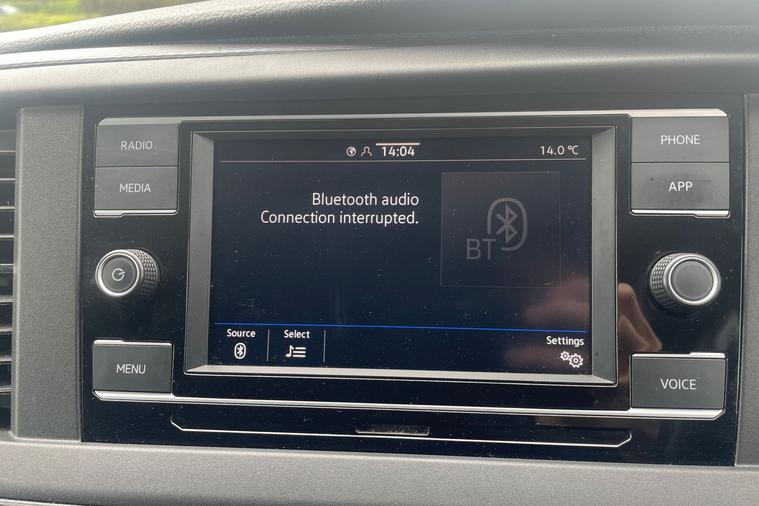 RADIO
MEDIA
14:04
14.0 °C
Bluetooth audio
Connection interrupted.
BT
Source
Select
Settings
PHONE
APP
MENU
VOICE